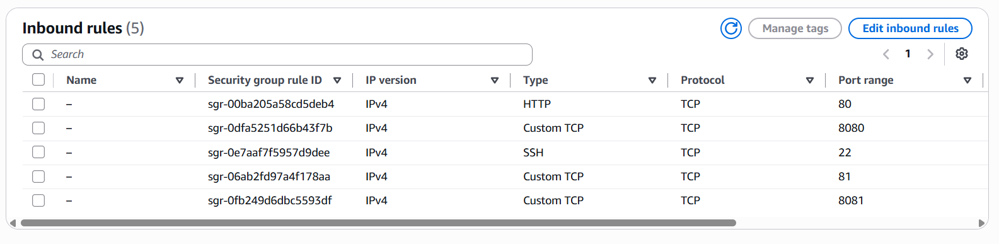 Inbound rules (5)
Manage tags
Edit inbound rules
Search
1
Name Security group rule ID IP version Type Protocol Port range
– sgr-00ba205a58cd5deb4 IPv4 HTTP TCP 80
– sgr-0dfa5251d66b43f7b IPv4 Custom TCP TCP 8080
– sgr-0e7aaf7f5957d9dee IPv4 SSH TCP 22
– sgr-06ab2fd97a4f178aa IPv4 Custom TCP TCP 81
– sgr-0fb249d6dbc5593df IPv4 Custom TCP TCP 8081